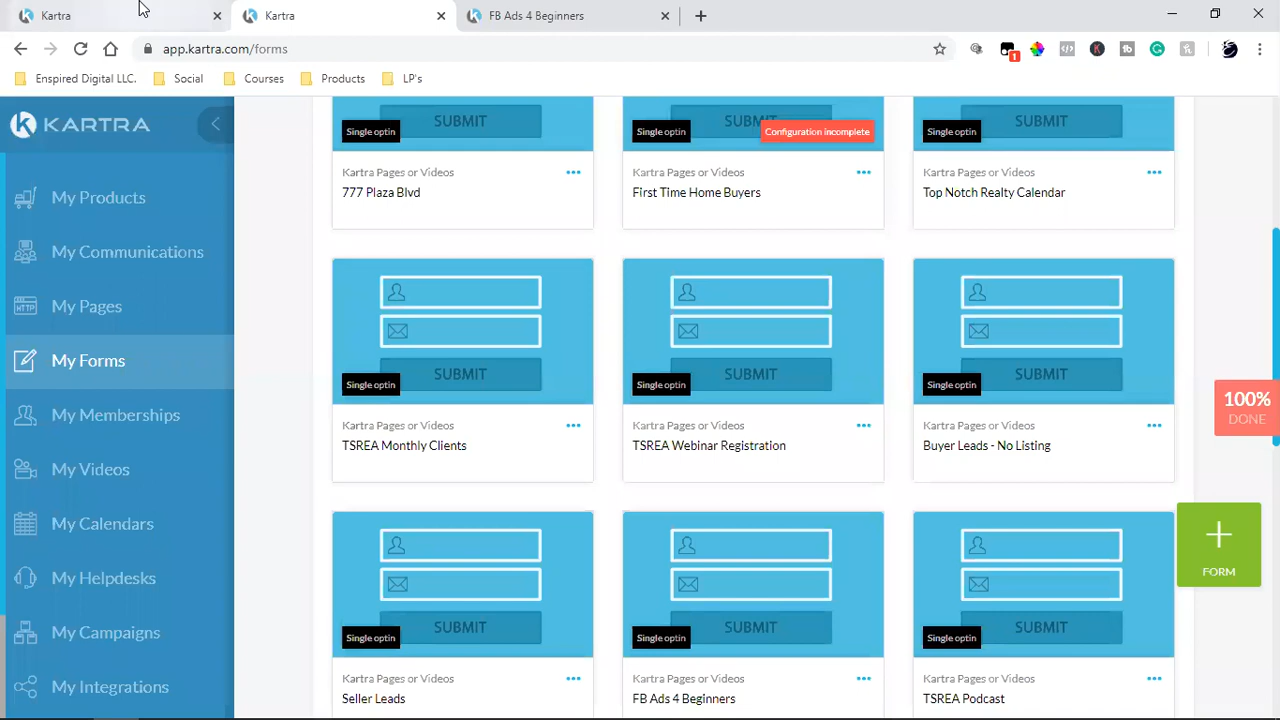 Kartra
Kartra
FB Ads 4 Beginners
app.kartra.com/forms
1
Enspired Digital LLC.
Social
Courses
Products
LP's
KARTRA
My Products
My Communications
HTTP
My Pages
My Forms
My Memberships
My Videos
My Calendars
My Helpdesks
My Campaigns
My Integrations
SUBMIT
Single optin
Kartra Pages or Videos
777 Plaza Blvd
SUBMIT
Single optin
Configuration incomplete
Kartra Pages or Videos
First Time Home Buyers
SUBMIT
Single optin
Kartra Pages or Videos
Top Notch Realty Calendar
SUBMIT
Single optin
Kartra Pages or Videos
TSREA Monthly Clients
SUBMIT
Single optin
Kartra Pages or Videos
TSREA Webinar Registration
SUBMIT
Single optin
Kartra Pages or Videos
Buyer Leads - No Listing
SUBMIT
Single optin
Kartra Pages or Videos
Seller Leads
SUBMIT
Single optin
Kartra Pages or Videos
FB Ads 4 Beginners
SUBMIT
Single optin
Kartra Pages or Videos
TSREA Podcast
100%
DONE
FORM